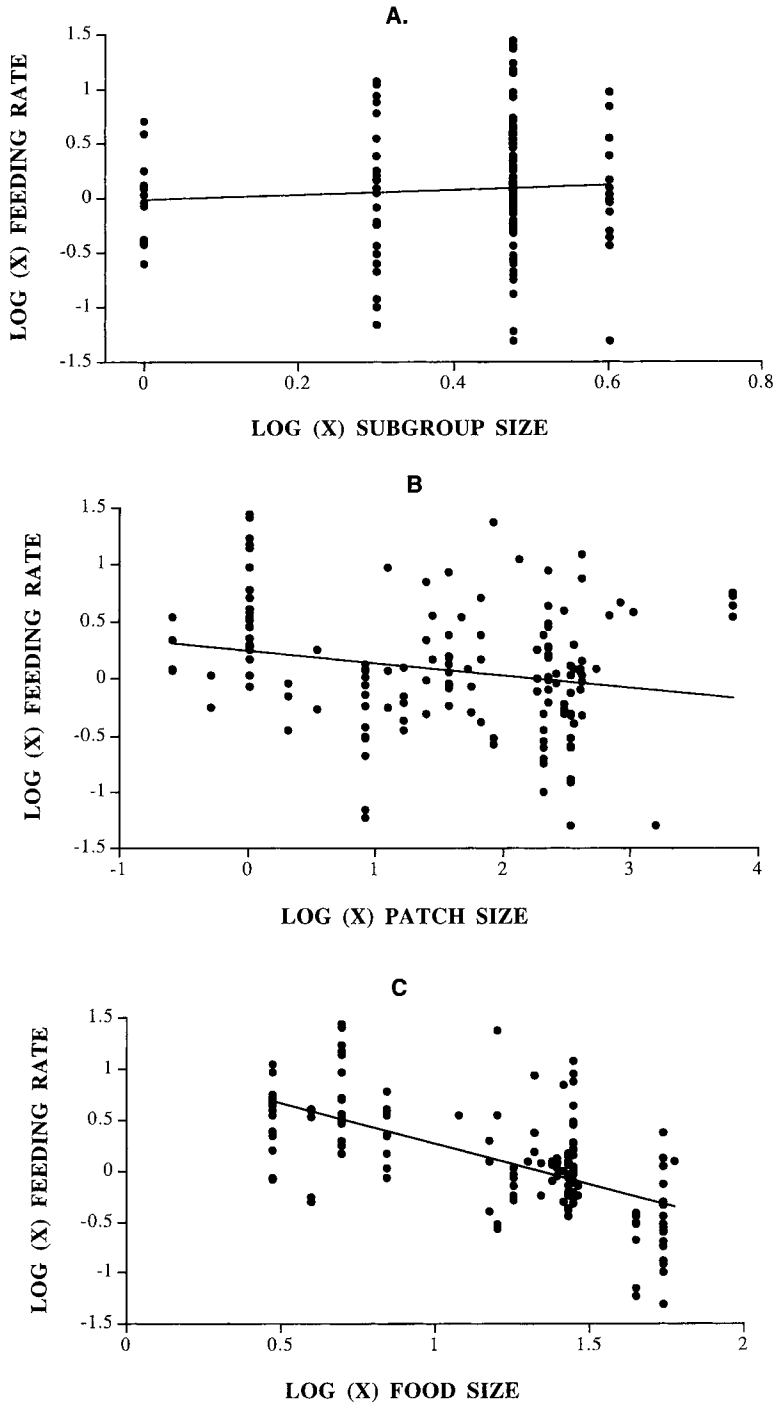 A.
LOG (X) FEEDING RATE
1.5
1
0.5
0
-0.5
-1
-1.5
0 0.2 0.4 0.6 0.8
LOG (X) SUBGROUP SIZE
B
LOG (X) FEEDING RATE
1.5
1
0.5
0
-0.5
-1
-1.5
-1 0 1 2 3 4
LOG (X) PATCH SIZE
C
LOG (X) FEEDING RATE
1.5
1
0.5
0
-0.5
-1
-1.5
0 0.5 1 1.5 2
LOG (X) FOOD SIZE